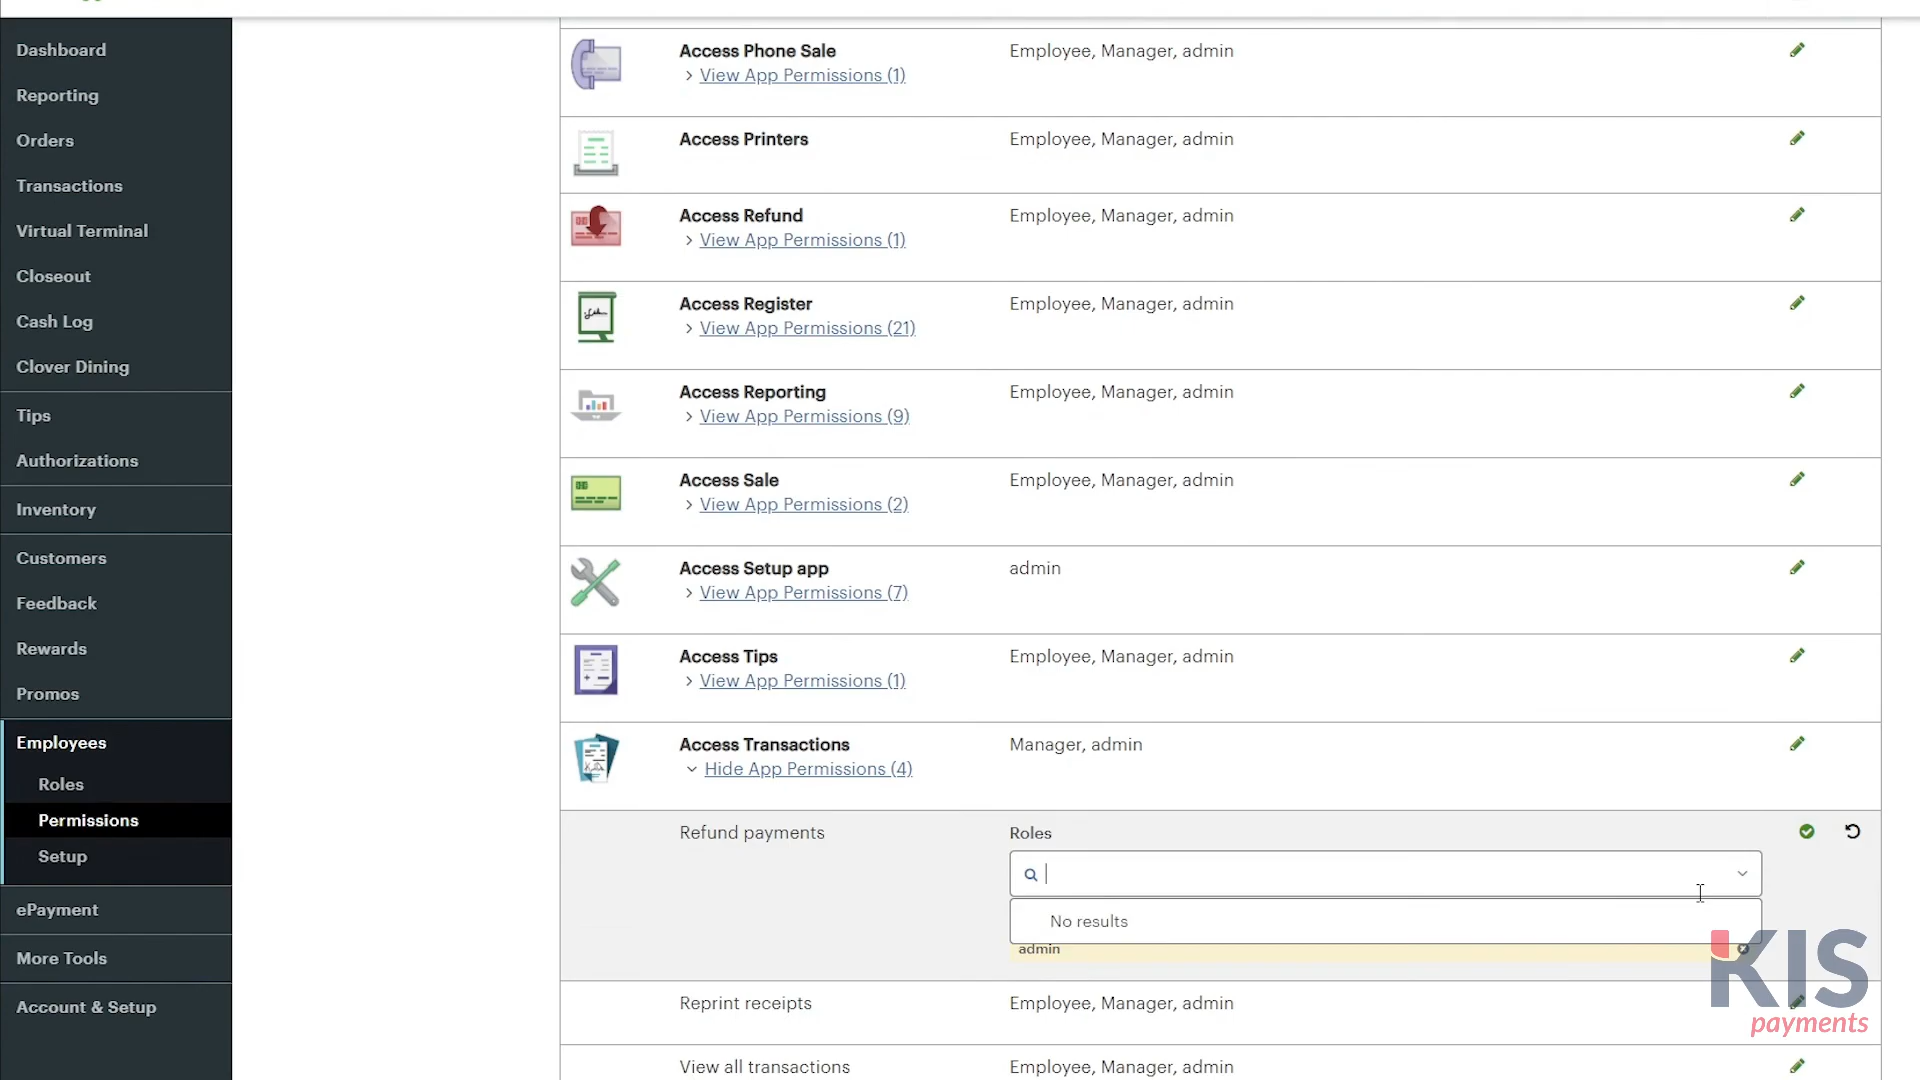 Dashboard
Reporting
Orders
Transactions
Virtual Terminal
Closeout
Cash Log
Clover Dining
Tips
Authorizations
Inventory
Customers
Feedback
Rewards
Promos
Employees
Roles
Permissions
Setup
ePayment
More Tools
Account & Setup
Access Phone Sale
View App Permissions (1)
Employee, Manager, admin
Access Printers
Employee, Manager, admin
Access Refund
View App Permissions (1)
Employee, Manager, admin
Access Register
View App Permissions (21)
Employee, Manager, admin
Access Reporting
View App Permissions (9)
Employee, Manager, admin
Access Sale
View App Permissions (2)
Employee, Manager, admin
Access Setup app
View App Permissions (7)
admin
Access Tips
View App Permissions (1)
Employee, Manager, admin
Access Transactions
Hide App Permissions (4)
Manager, admin
Refund payments
Roles
No results
admin
Reprint receipts
Employee, Manager, admin
View all transactions
Employee, Manager, admin
KIS
payments